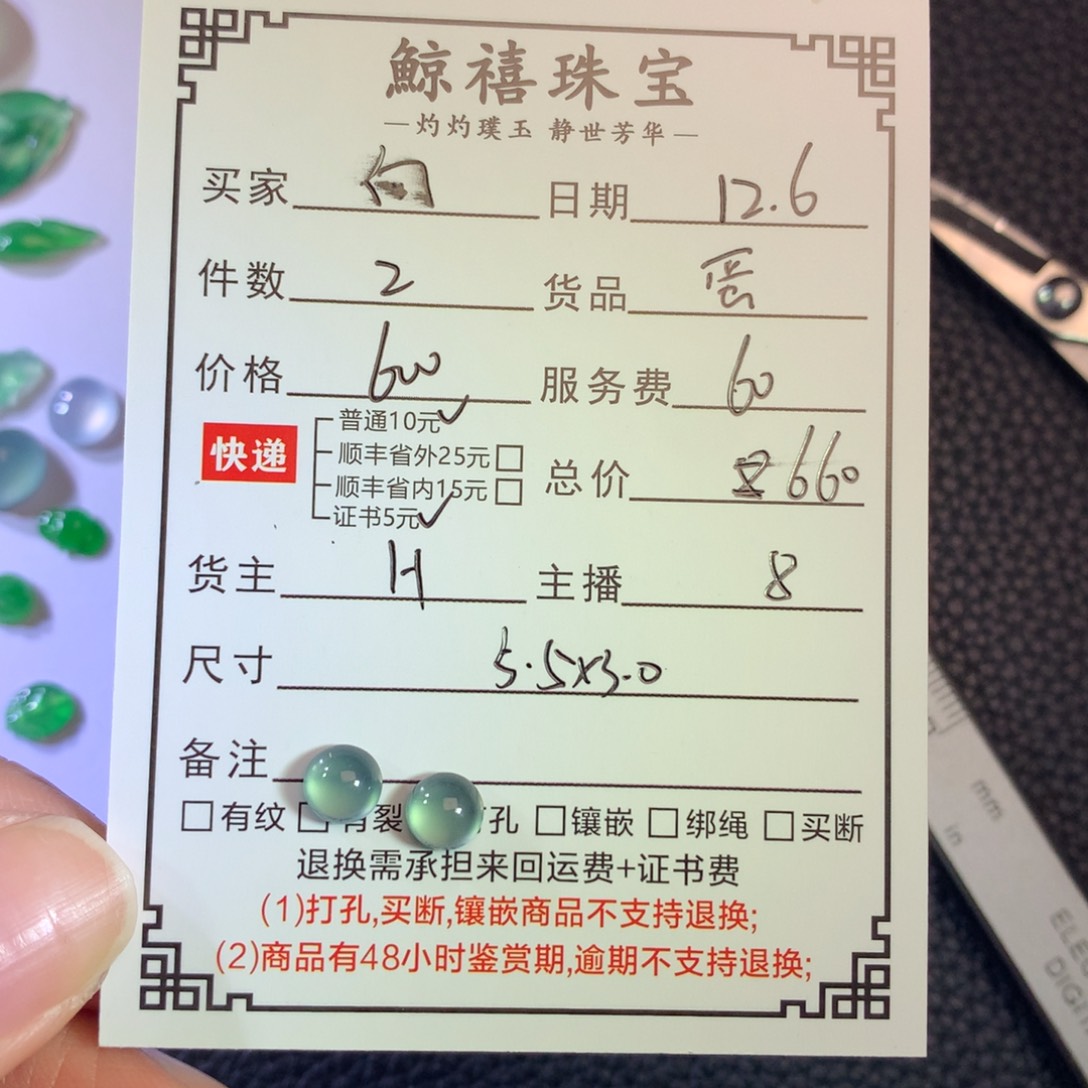 鲸禧珠宝
—灼灼璞玉 静世芳华—
买家 日期 12.6
件数 2 货品 蛋
价格 600 服务费 60
快递
普通10元✓
顺丰省外25元□
顺丰省内15元□
证书5元✓
总价 660
货主 H 主播 8
尺寸 5.5x3.0
备注
□有纹 □有裂 孔 □镶嵌 □绑绳 □买断
退换需承担来回运费+证书费
(1)打孔,买断,镶嵌商品不支持退换;
(2)商品有48小时鉴赏期,逾期不支持退换;
mm
in